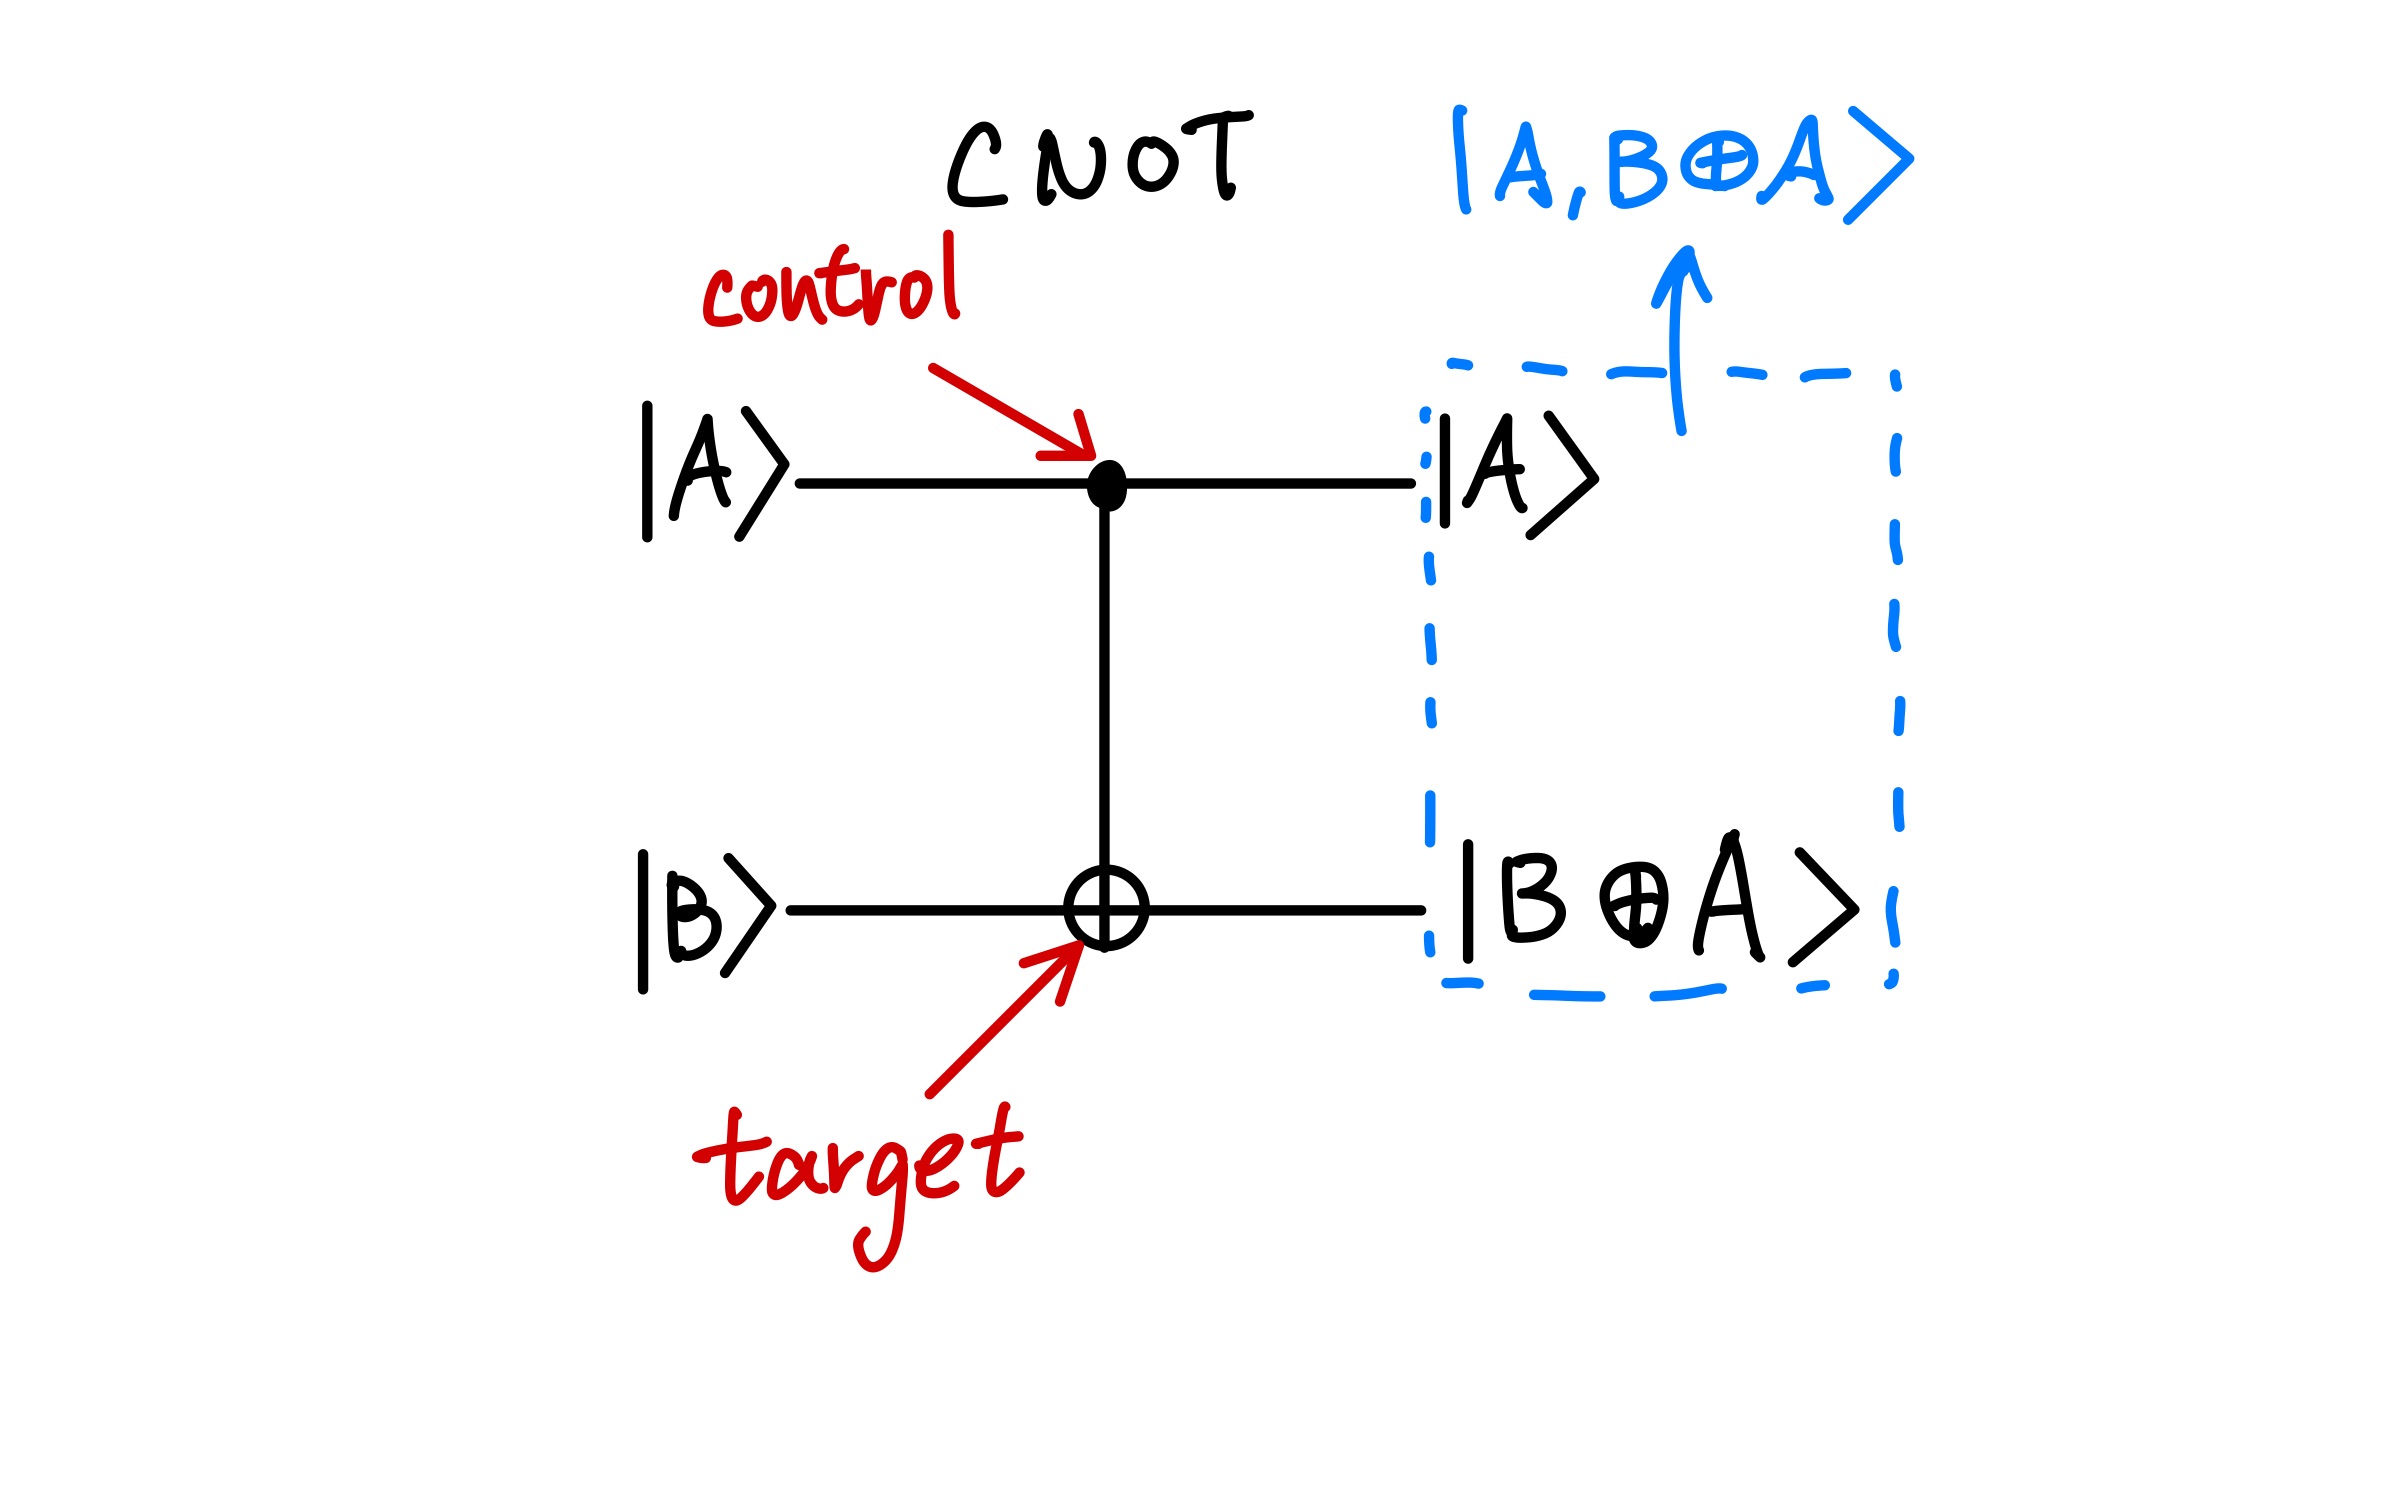 CNOT
|A,B⊕A⟩
control
|A⟩ |A⟩
|B⟩ |B⊕A⟩
target